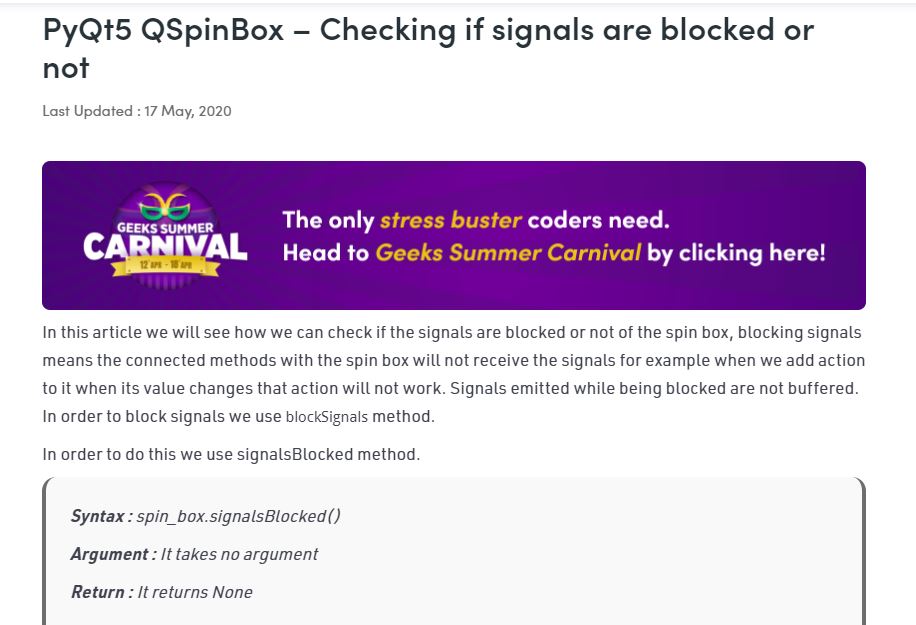 PyQt5 QSpinBox – Checking if signals are blocked or
not
Last Updated : 17 May, 2020
GEEKS SUMMER
CARNIVAL
12 APR - 18 APR
The only stress buster coders need.
Head to Geeks Summer Carnival by clicking here!
In this article we will see how we can check if the signals are blocked or not of the spin box, blocking signals
means the connected methods with the spin box will not receive the signals for example when we add action
to it when its value changes that action will not work. Signals emitted while being blocked are not buffered.
In order to block signals we use blockSignals method.
In order to do this we use signalsBlocked method.
Syntax : spin_box.signalsBlocked()
Argument : It takes no argument
Return : It returns None